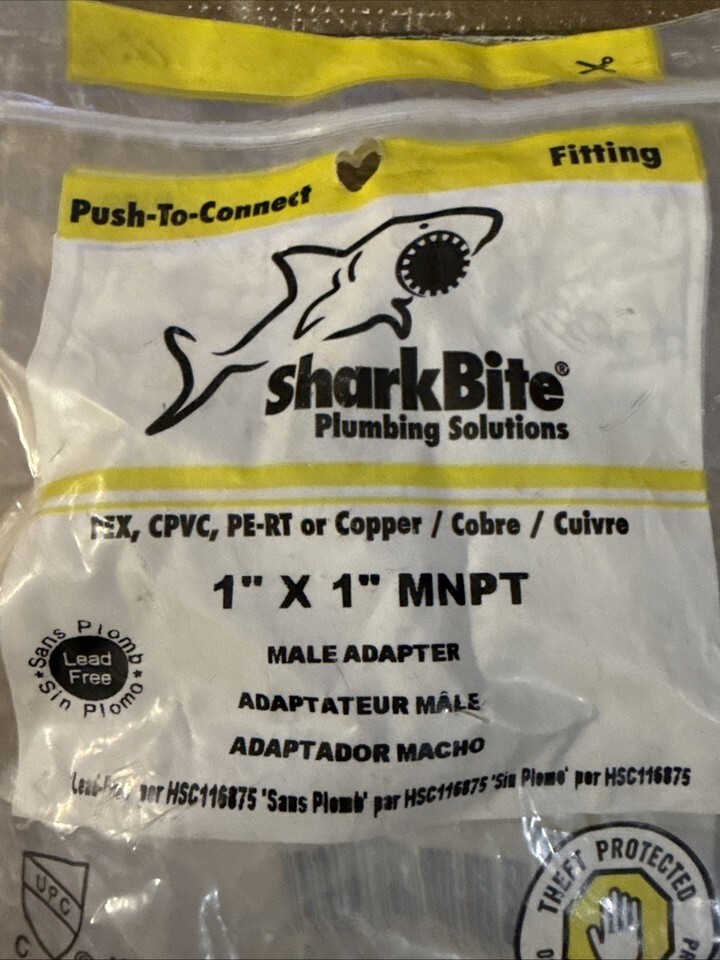 Push-To-Connect Fitting
sharkBite®
Plumbing Solutions
PEX, CPVC, PE-RT or Copper / Cobre / Cuivre
1" X 1" MNPT
Sans Plomb
Lead
Free
*Sin Plomo*
MALE ADAPTER
ADAPTATEUR MÂLE
ADAPTADOR MACHO
Lead-Free per HSC116875 'Sans Plomb' par HSC116875 'Sin Plomo' por HSC116875
UPC
C ®
THEFT PROTECTED